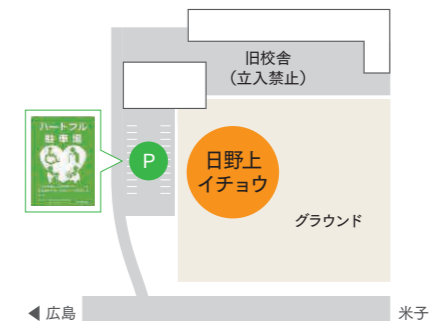 旧校舎
（立入禁止）
ハートフル
駐車場
P
日野上
イチョウ
グラウンド
◀ 広島
米子